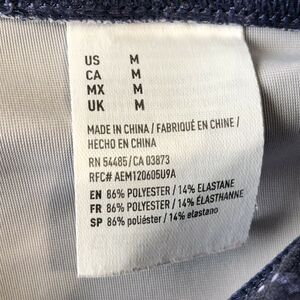 US M
CA M
MX M
UK M
MADE IN CHINA / FABRIQUÉ EN CHINE /
HECHO EN CHINA
RN 54485/CA 03873
RFC# AEM120605U9A
EN 86% POLYESTER / 14% ELASTANE
FR 86% POLYESTER / 14% ÉLASTHANNE
SP 86% poliéster / 14% elastano